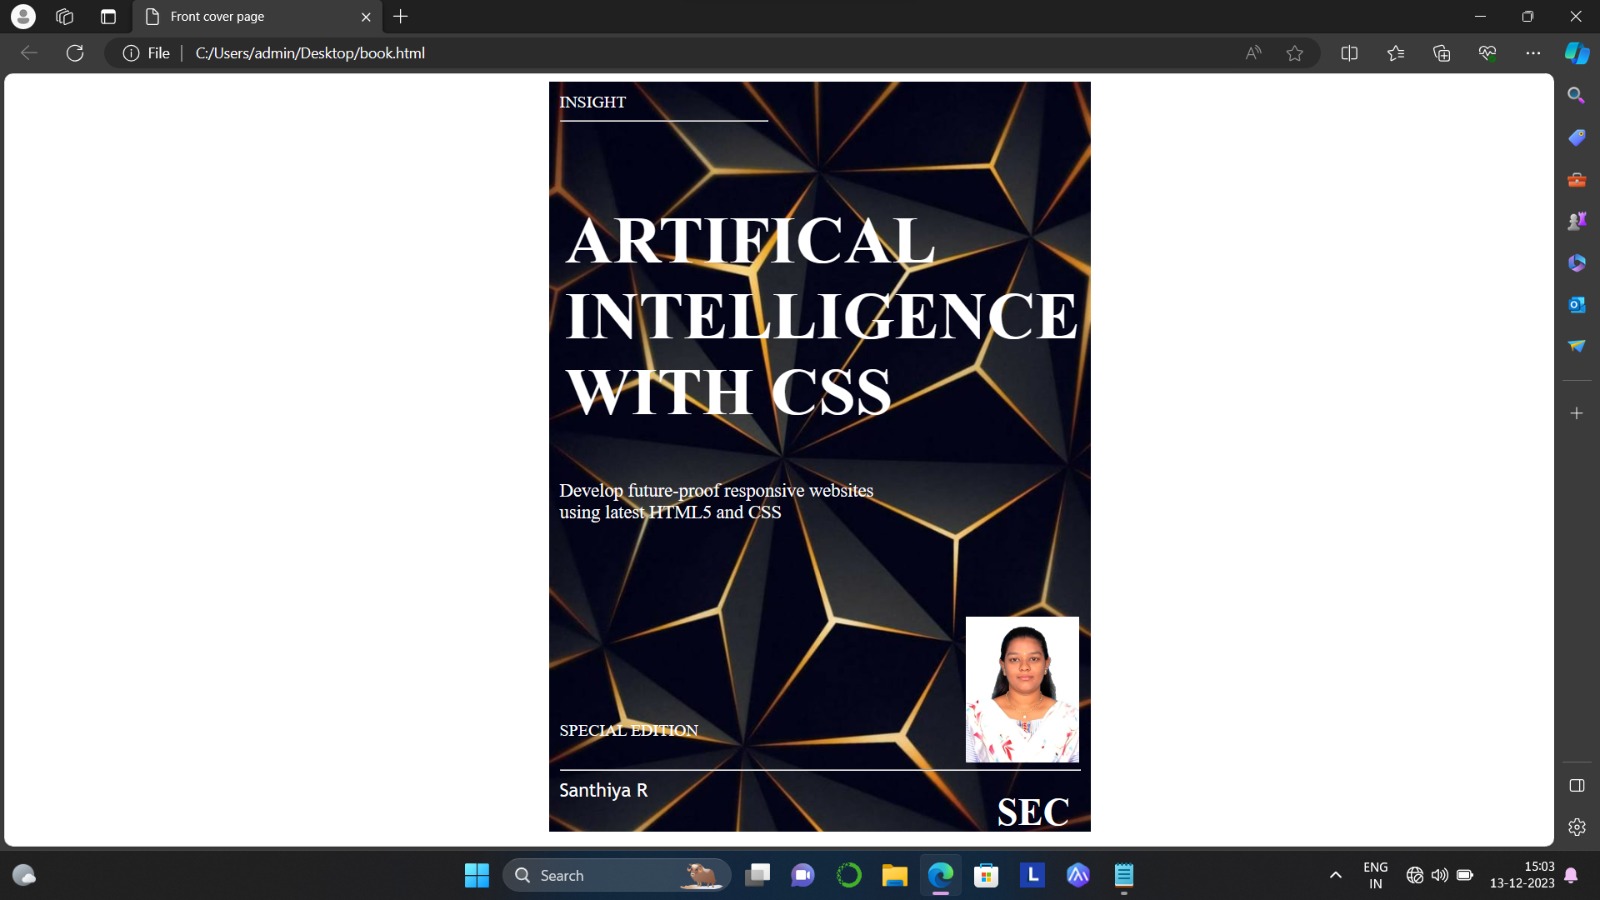 Front cover page
File
C:/Users/admin/Desktop/book.html
INSIGHT
ARTIFICAL
INTELLIGENCE
WITH CSS
Develop future-proof responsive websites
using latest HTML5 and CSS
SPECIAL EDITION
Santhiya R
SEC
Search
L
ENG
IN
15:03
13-12-2023